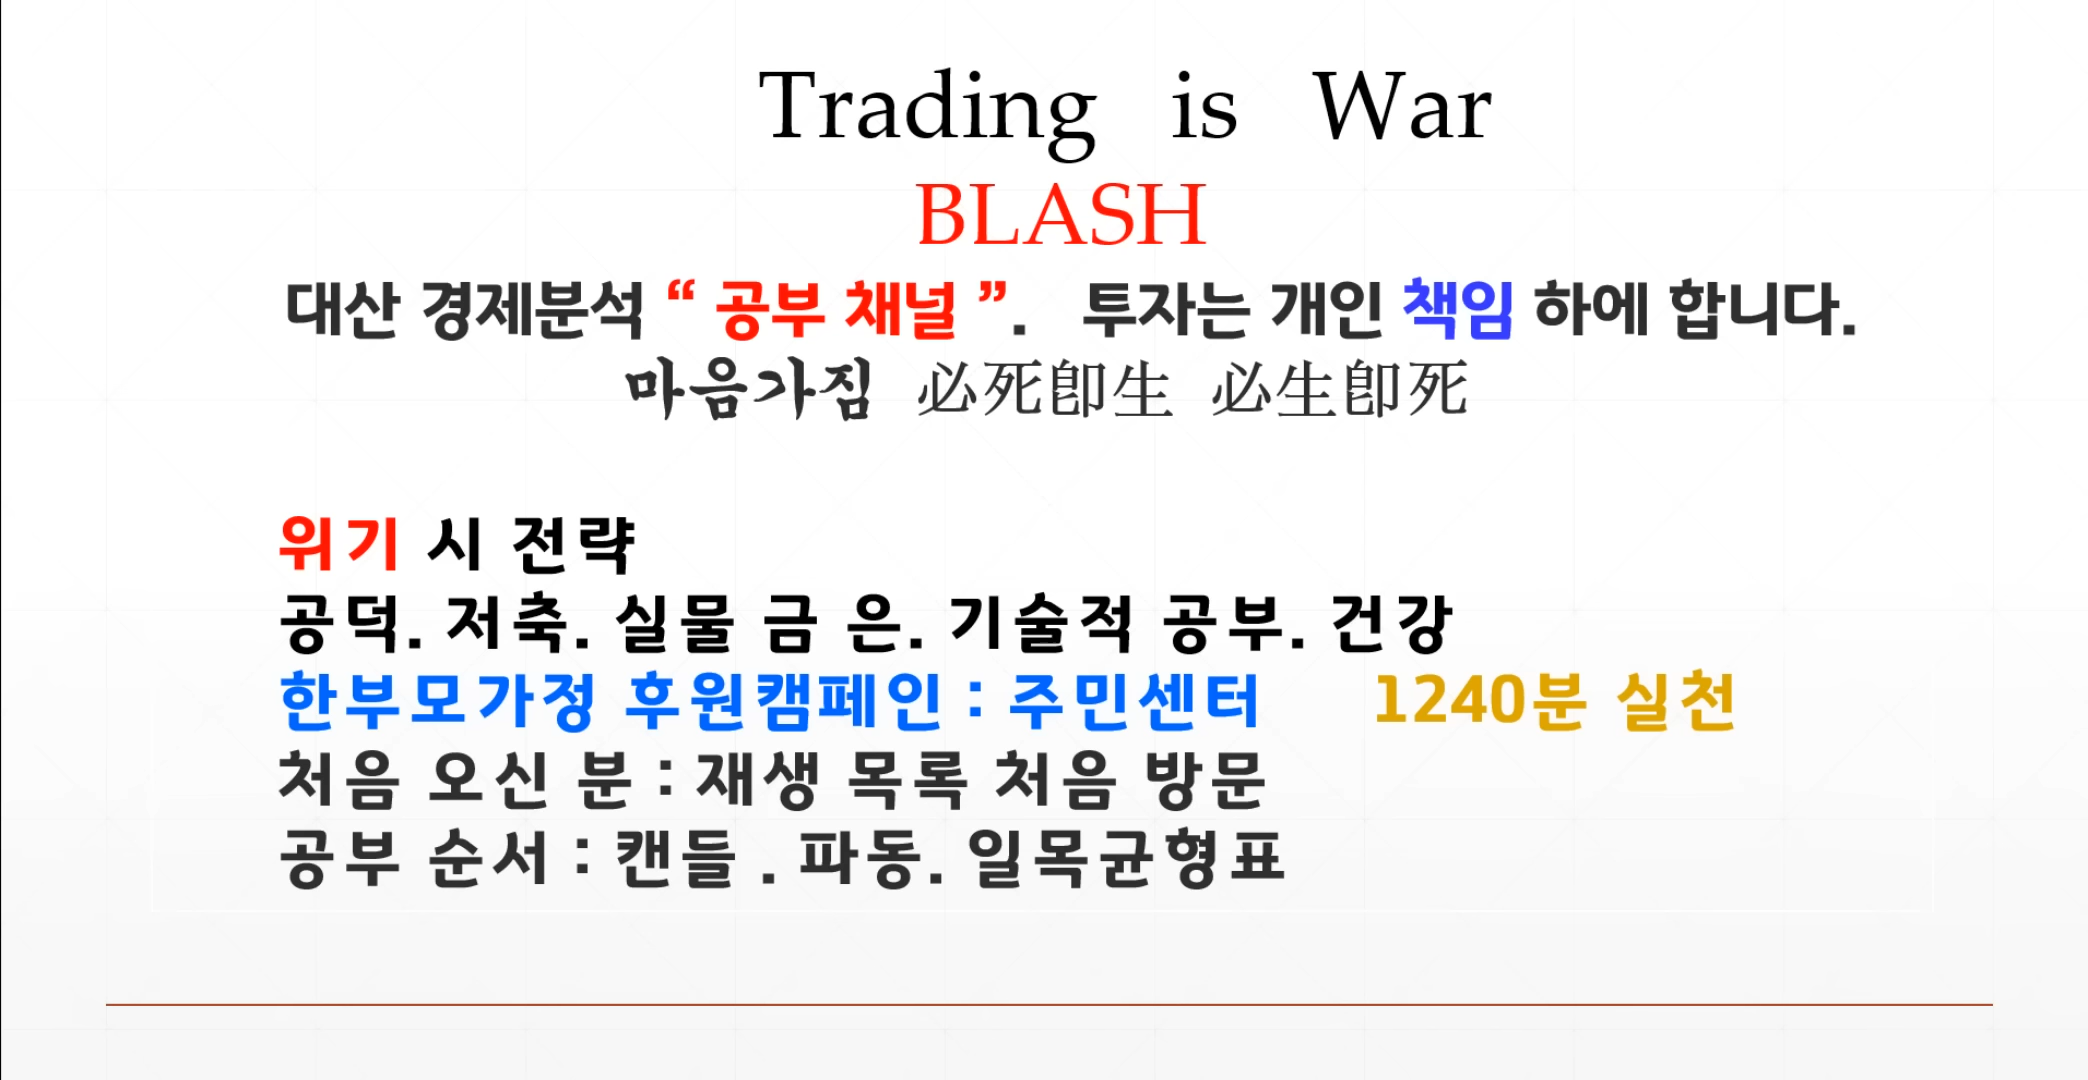 Trading is War
BLASH
대산 경제분석 “ 공부 채널 ”. 투자는 개인 책임 하에 합니다.
마음가짐 必死卽生 必生卽死
위기 시 전략
공덕. 저축. 실물 금 은. 기술적 공부. 건강
한부모가정 후원캠페인 : 주민센터 1240분 실천
처음 오신 분 : 재생 목록 처음 방문
공부 순서 : 캔들 . 파동. 일목균형표